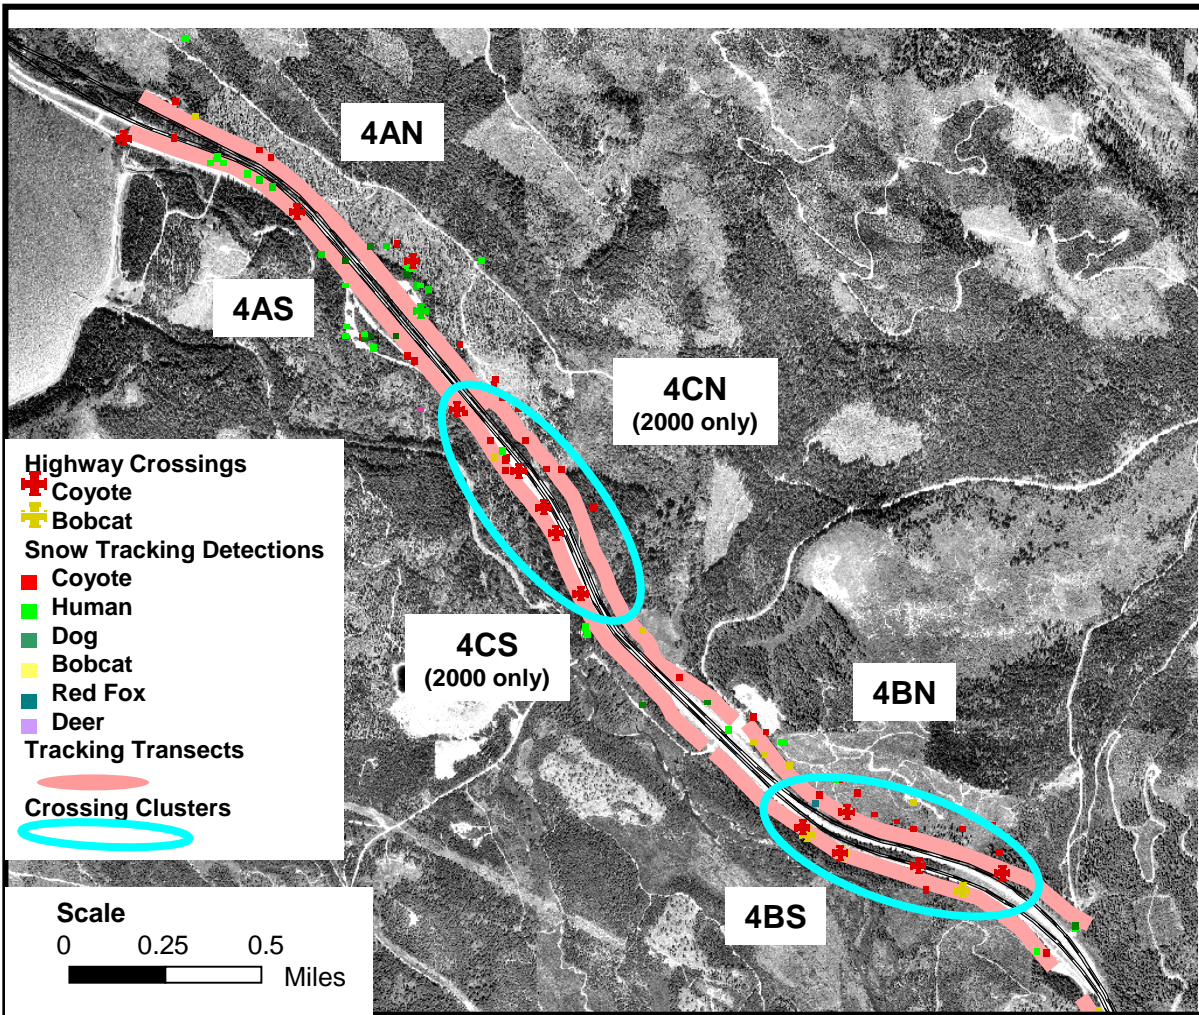 4AN
4AS
4CN
(2000 only)
Highway Crossings
Coyote
Bobcat
Snow Tracking Detections
Coyote
Human
Dog
Bobcat
Red Fox
Deer
Tracking Transects
Crossing Clusters
4CS
(2000 only)
4BN
4BS
Scale
0 0.25 0.5
Miles